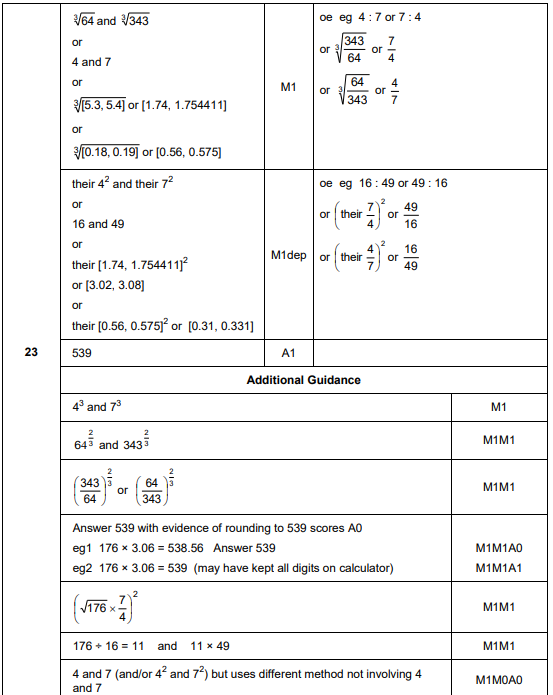 ∛64 and ∛343
or
4 and 7
or
∛[5.3, 5.4] or [1.74, 1.754411]
or
∛[0.18, 0.19] or [0.56, 0.575]
M1
oe eg 4 : 7 or 7 : 4
or ∛(343/64) or 7/4
or ∛(64/343) or 4/7
their 4² and their 7²
or
16 and 49
or
their [1.74, 1.754411]²
or [3.02, 3.08]
or
their [0.56, 0.575]² or [0.31, 0.331]
M1dep
oe eg 16 : 49 or 49 : 16
or (their 7/4)² or 49/16
or (their 4/7)² or 16/49
23
539
A1
Additional Guidance
4³ and 7³
M1
64^(2/3) and 343^(2/3)
M1M1
(343/64)^(2/3) or (64/343)^(2/3)
M1M1
Answer 539 with evidence of rounding to 539 scores A0
eg1 176 × 3.06 = 538.56 Answer 539
M1M1A0
eg2 176 × 3.06 = 539 (may have kept all digits on calculator)
M1M1A1
(√176 × 7/4)²
M1M1
176 ÷ 16 = 11 and 11 × 49
M1M1
4 and 7 (and/or 4² and 7²) but uses different method not involving 4
and 7
M1M0A0